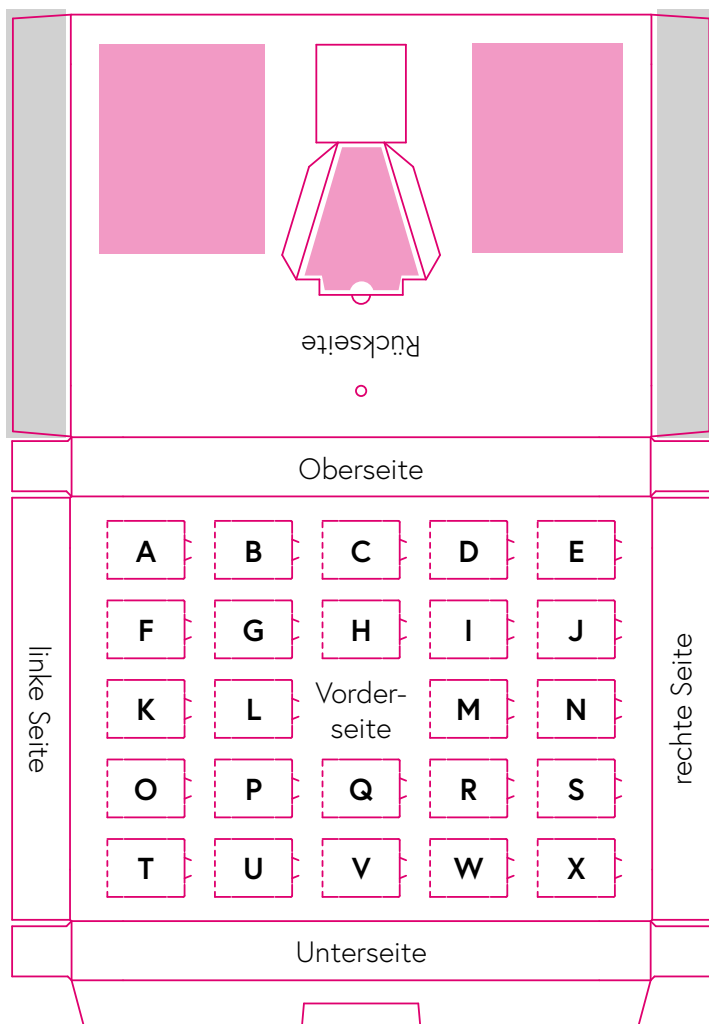 Rückseite
Oberseite
A B C D E
F G H I J
linke Seite
K L Vorder-
seite M N
rechte Seite
O P Q R S
T U V W X
Unterseite